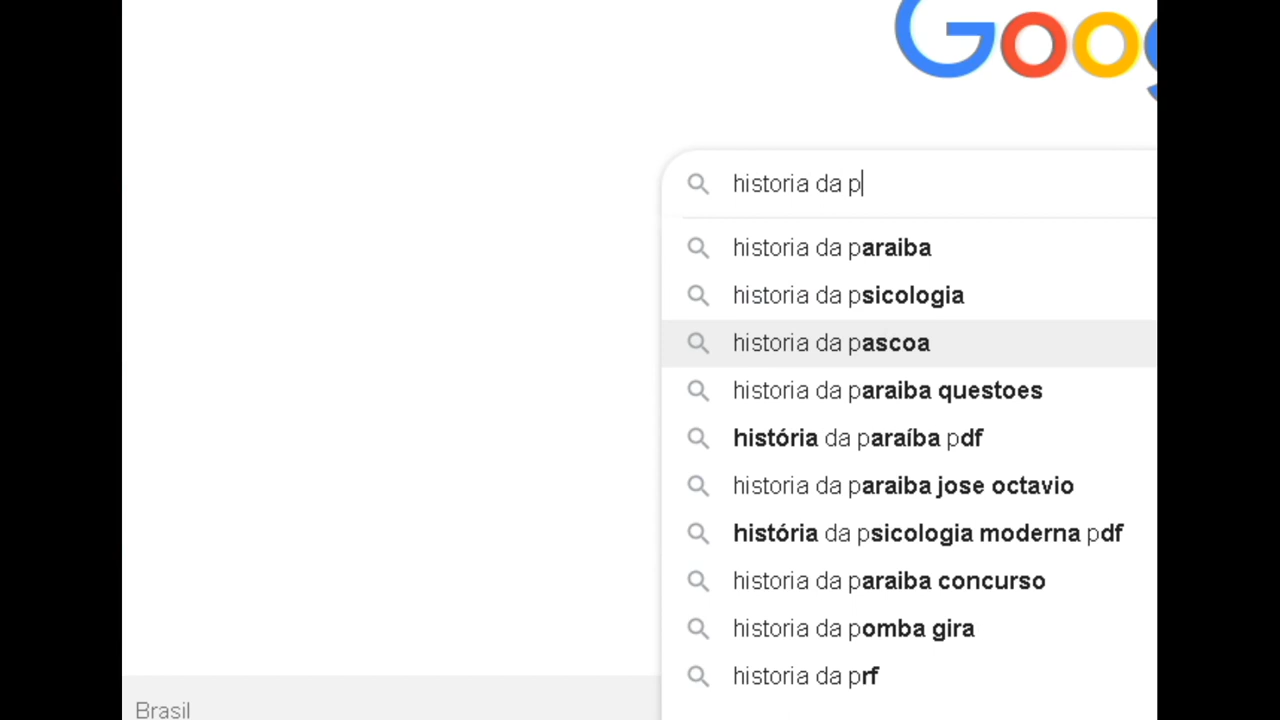 Goog
historia da p
historia da paraiba
historia da psicologia
historia da pascoa
historia da paraiba questoes
história da paraíba pdf
historia da paraiba jose octavio
história da psicologia moderna pdf
historia da paraiba concurso
historia da pomba gira
historia da prf
Brasil